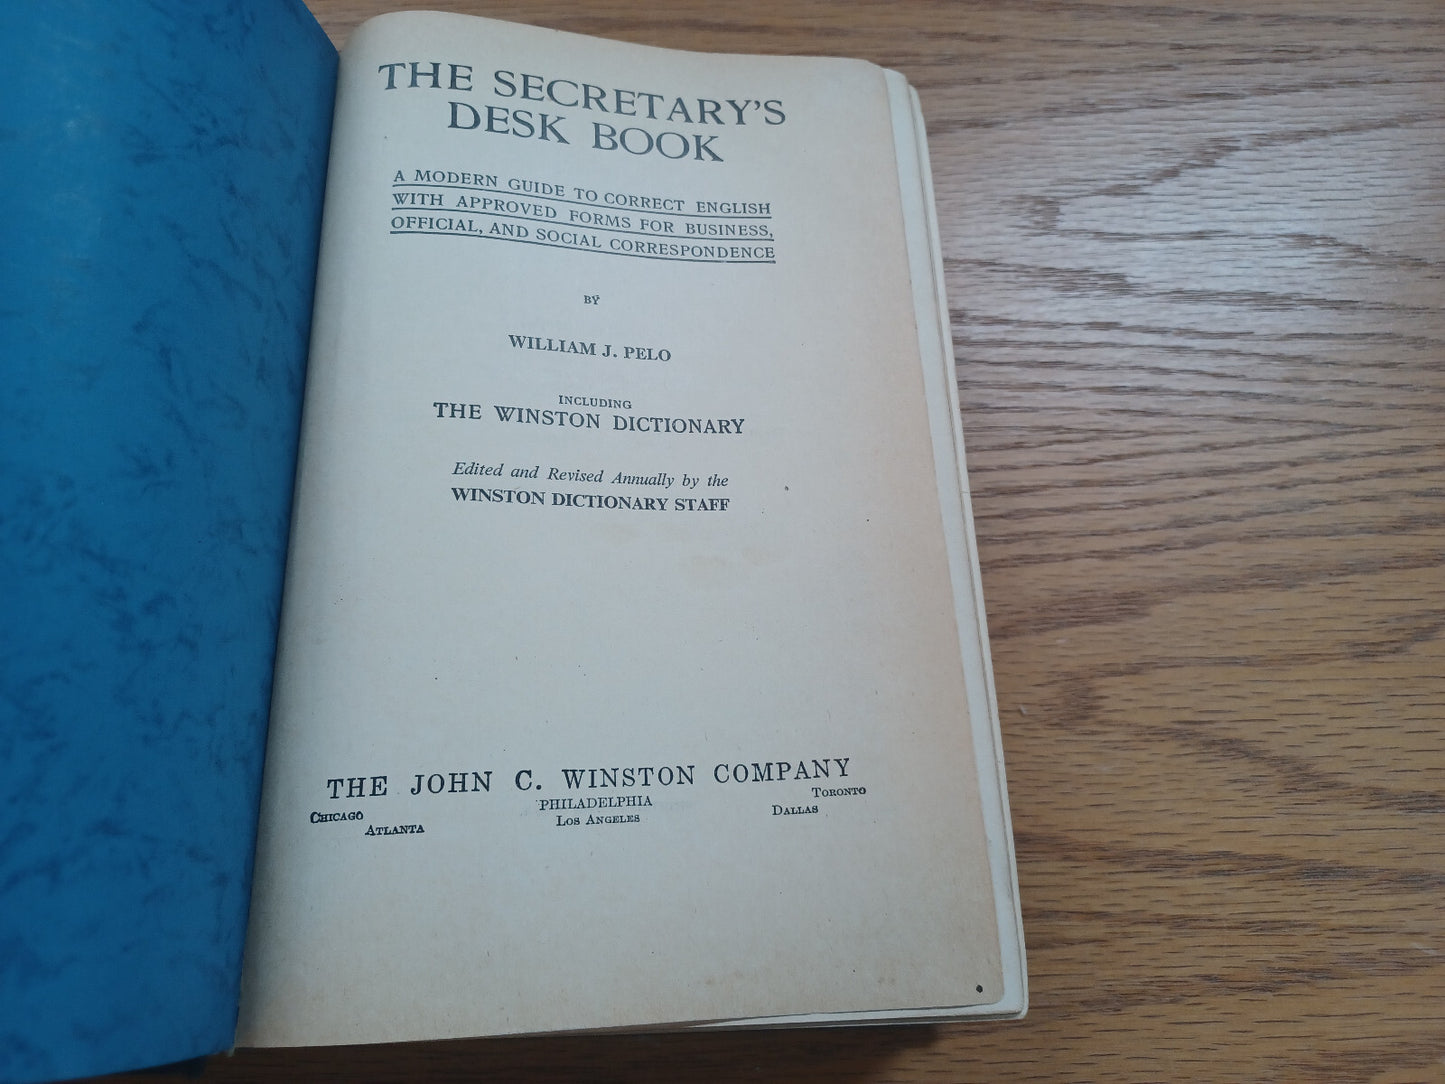 THE SECRETARY'S
DESK BOOK
A MODERN GUIDE TO CORRECT ENGLISH
WITH APPROVED FORMS FOR BUSINESS,
OFFICIAL, AND SOCIAL CORRESPONDENCE
BY
WILLIAM J. PELO
INCLUDING
THE WINSTON DICTIONARY
Edited and Revised Annually by the
WINSTON DICTIONARY STAFF
THE JOHN C. WINSTON COMPANY
CHICAGO PHILADELPHIA TORONTO
ATLANTA LOS ANGELES DALLAS